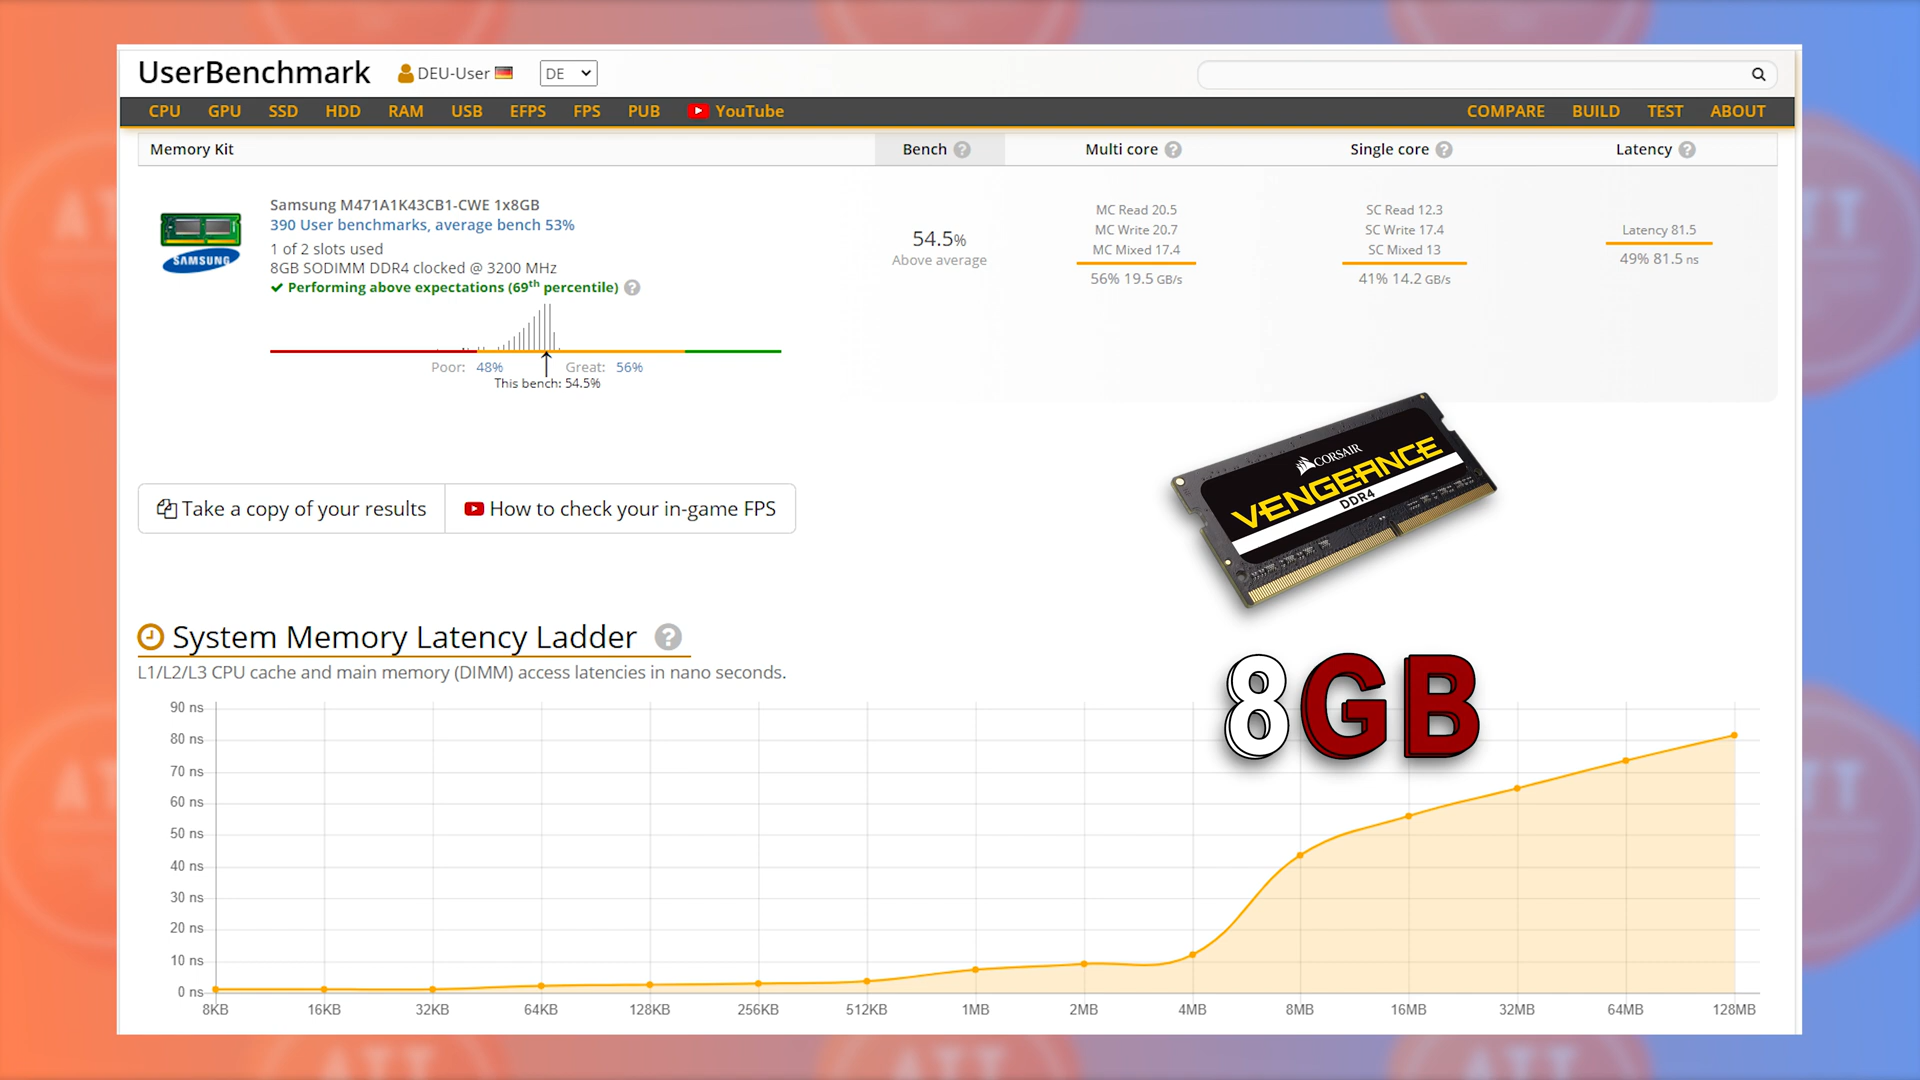 UserBenchmark DEU-User DE
CPU GPU SSD HDD RAM USB EFPS FPS PUB YouTube COMPARE BUILD TEST ABOUT
Memory Kit Bench ? Multi core ? Single core ? Latency ?
Samsung M471A1K43CB1-CWE 1x8GB
390 User benchmarks, average bench 53%
1 of 2 slots used
8GB SODIMM DDR4 clocked @ 3200 MHz
Performing above expectations (69th percentile) ?
SAMSUNG
Poor: 48% Great: 56%
This bench: 54.5%
54.5%
Above average
MC Read 20.5
MC Write 20.7
MC Mixed 17.4
56% 19.5 GB/s
SC Read 12.3
SC Write 17.4
SC Mixed 13
41% 14.2 GB/s
Latency 81.5
49% 81.5 ns
CORSAIR
VENGEANCE
DDR4
Take a copy of your results How to check your in-game FPS
8GB
System Memory Latency Ladder ?
L1/L2/L3 CPU cache and main memory (DIMM) access latencies in nano seconds.
90 ns
80 ns
70 ns
60 ns
50 ns
40 ns
30 ns
20 ns
10 ns
0 ns
8KB 16KB 32KB 64KB 128KB 256KB 512KB 1MB 2MB 4MB 8MB 16MB 32MB 64MB 128MB
ATT
ATT
TT
TT
ATT
ATT
ATT